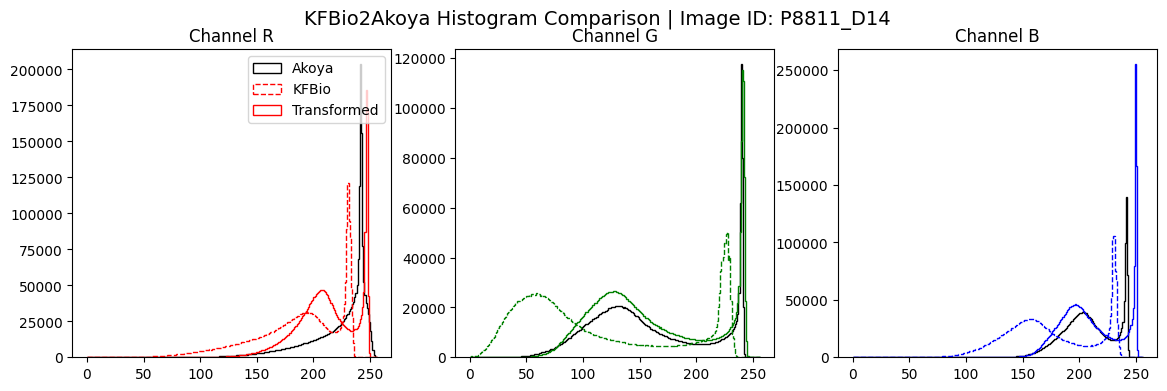 KFBio2Akoya Histogram Comparison | Image ID: P8811_D14
Channel R
Channel G
Channel B
Akoya
KFBio
Transformed
200000
175000
150000
125000
100000
75000
50000
25000
0
0 50 100 150 200 250
120000
100000
80000
60000
40000
20000
0
0 50 100 150 200 250
250000
200000
150000
100000
50000
0
0 50 100 150 200 250